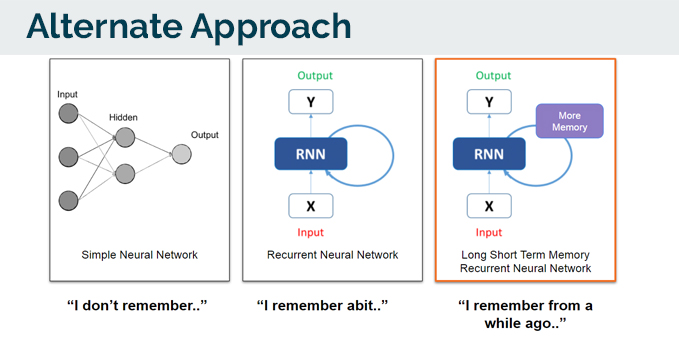 Alternate Approach
Input
Hidden
Output
Simple Neural Network
“I don’t remember..”
Output
Y
RNN
X
Input
Recurrent Neural Network
“I remember abit..”
Output
Y
More
Memory
RNN
X
Input
Long Short Term Memory
Recurrent Neural Network
“I remember from a
while ago..”